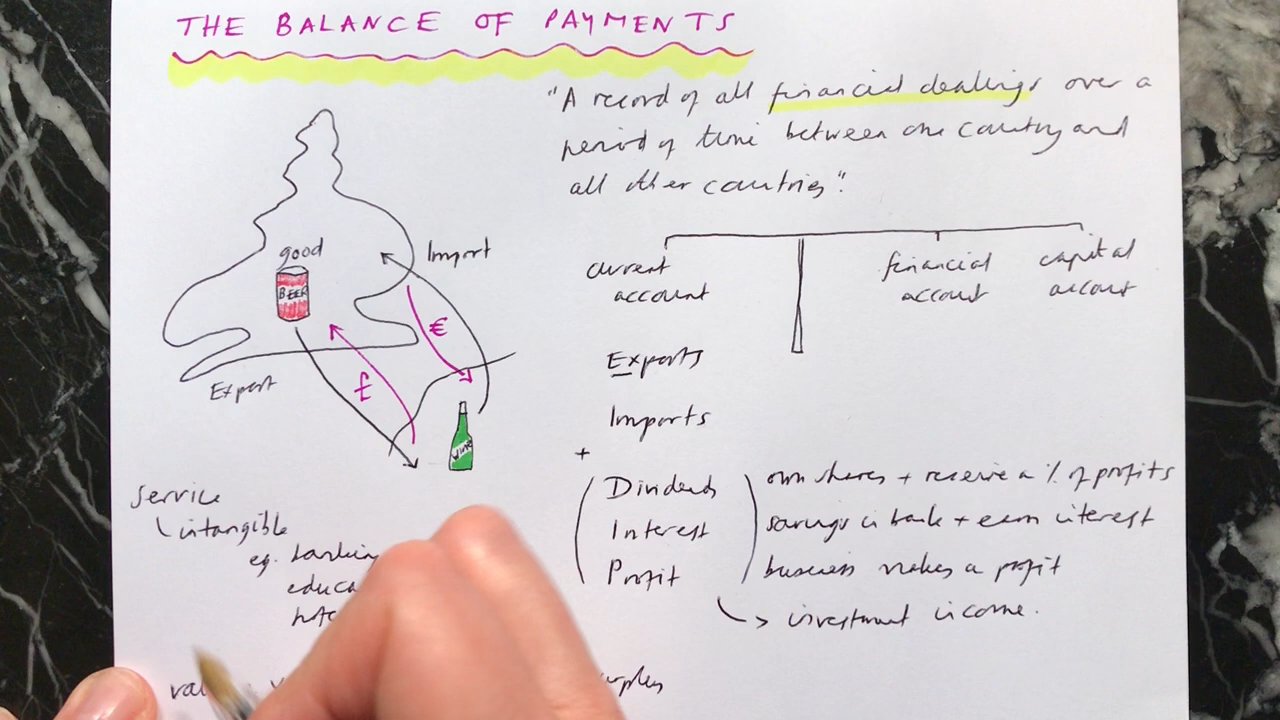 THE BALANCE OF PAYMENTS
"A record of all financial dealings over a
period of time between one country and
all other countries".
good
BEER
Import
€
£
Export
WINE
current
account
financial
account
capital
account
Exports
Imports
+
Dividends
Interest
Profit
own shares + receive a % of profits
savings in bank + earn interest
business makes a profit
investment income.
service
intangible
eg.